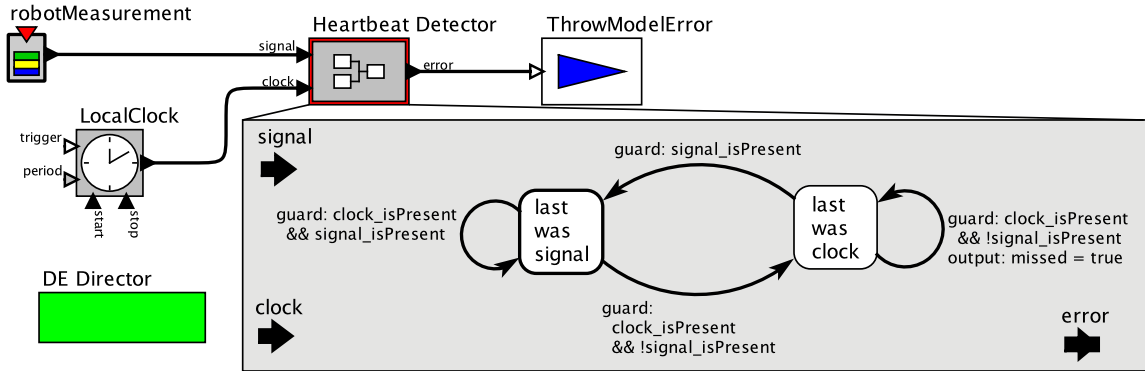 robotMeasurement
Heartbeat Detector
ThrowModelError
signal
clock
error
LocalClock
trigger
period
start
stop
DE Director
signal
guard: signal_isPresent
guard: clock_isPresent
&& signal_isPresent
last
was
signal
last
was
clock
guard: clock_isPresent
&& !signal_isPresent
output: missed = true
clock
guard:
clock_isPresent
&& !signal_isPresent
error